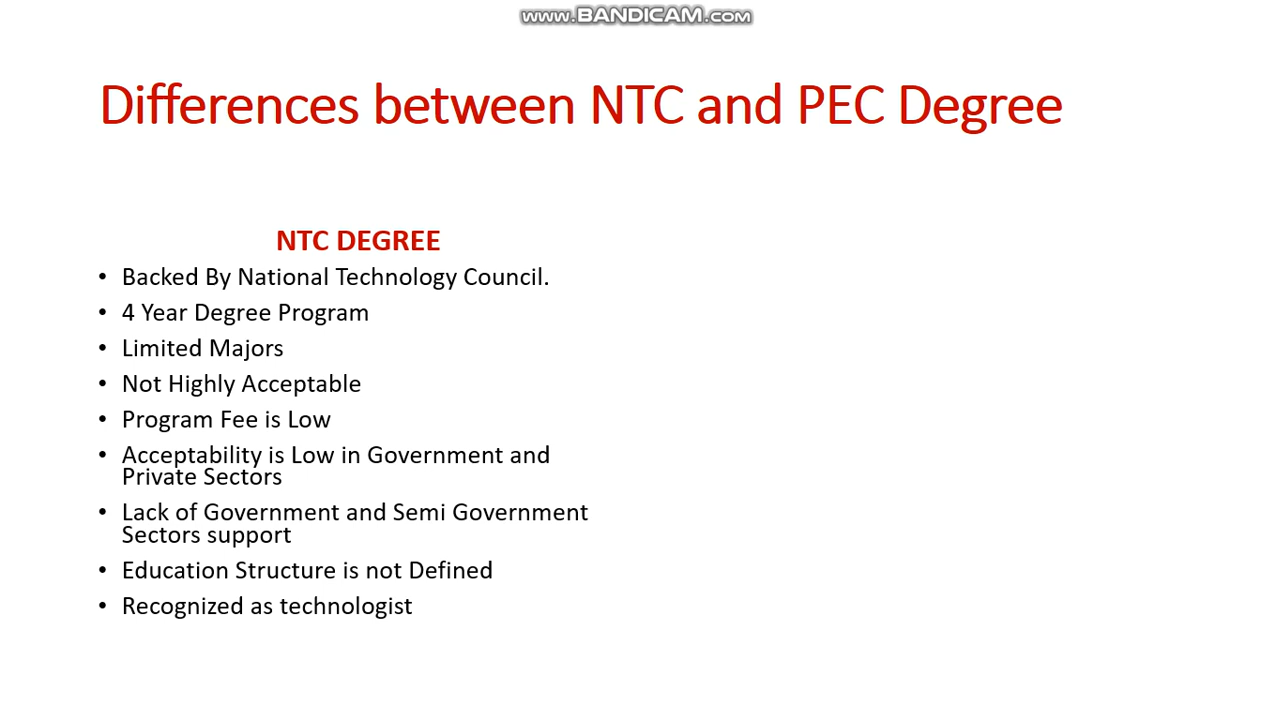 www.BANDICAM.com
Differences between NTC and PEC Degree
NTC DEGREE
• Backed By National Technology Council.
• 4 Year Degree Program
• Limited Majors
• Not Highly Acceptable
• Program Fee is Low
• Acceptability is Low in Government and
Private Sectors
• Lack of Government and Semi Government
Sectors support
• Education Structure is not Defined
• Recognized as technologist